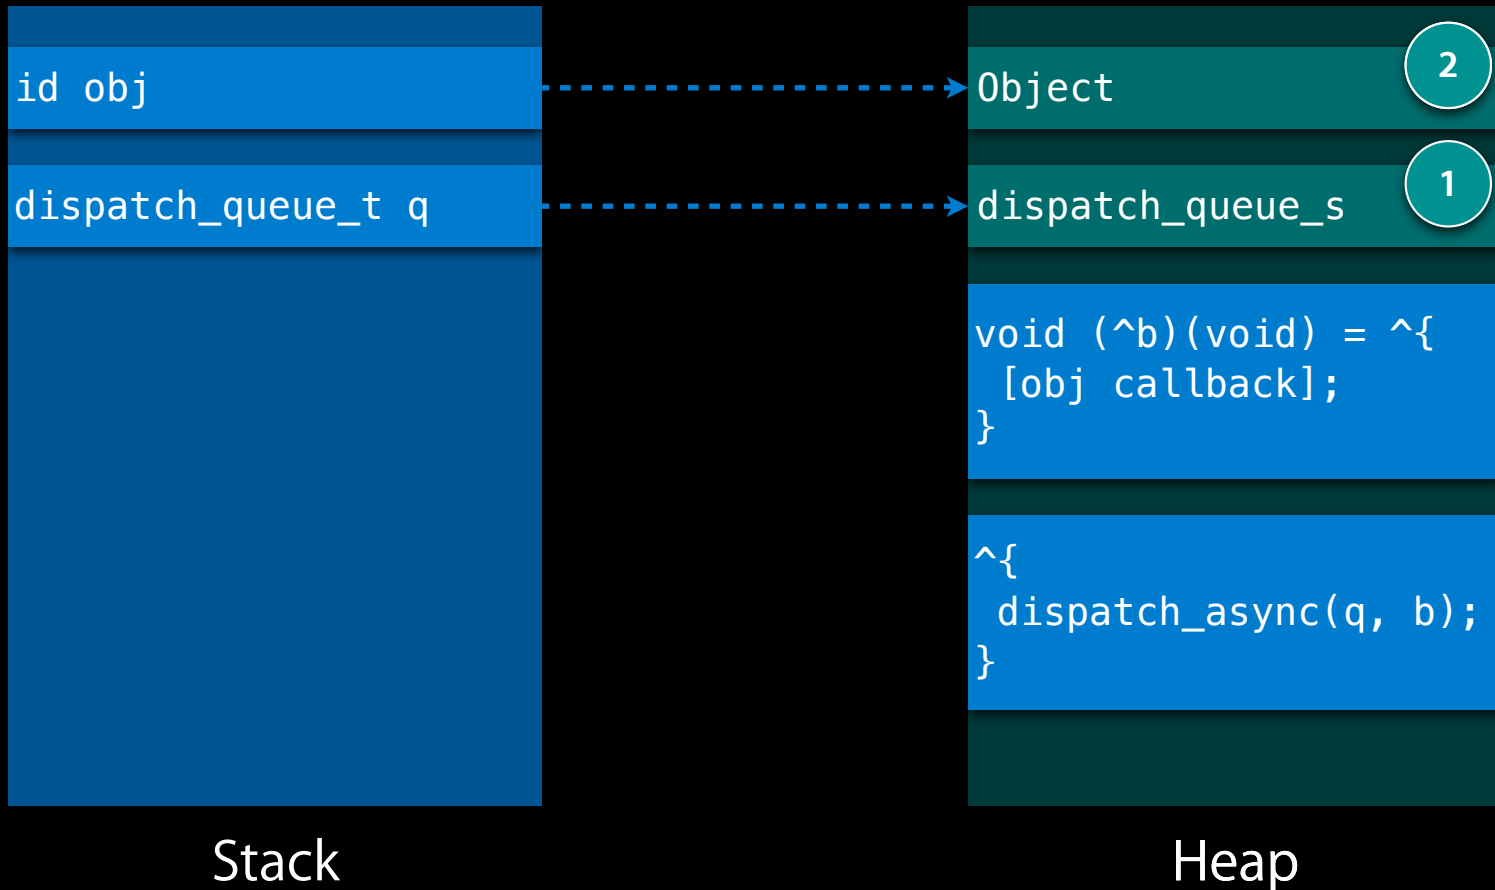 id obj
Object
2
dispatch_queue_t q
dispatch_queue_s
1
void (^b)(void) = ^{
[obj callback];
}
^{
dispatch_async(q, b);
}
Stack
Heap